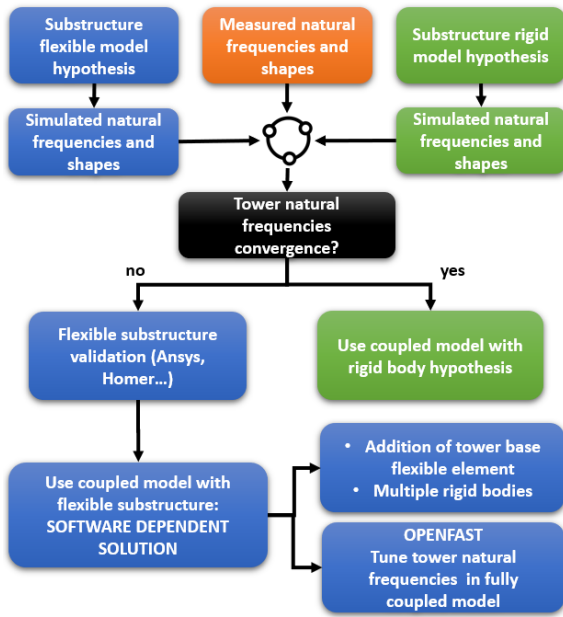 Substructure
flexible model
hypothesis
Measured natural
frequencies and
shapes
Substructure rigid
model hypothesis
Simulated natural
frequencies and
shapes
Simulated natural
frequencies and
shapes
Tower natural
frequencies
convergence?
no
yes
Flexible substructure
validation (Ansys,
Homer...)
Use coupled model with
rigid body hypothesis
Use coupled model with
flexible substructure:
SOFTWARE DEPENDENT
SOLUTION
• Addition of tower base
flexible element
• Multiple rigid bodies
OPENFAST
Tune tower natural
frequencies in fully
coupled model